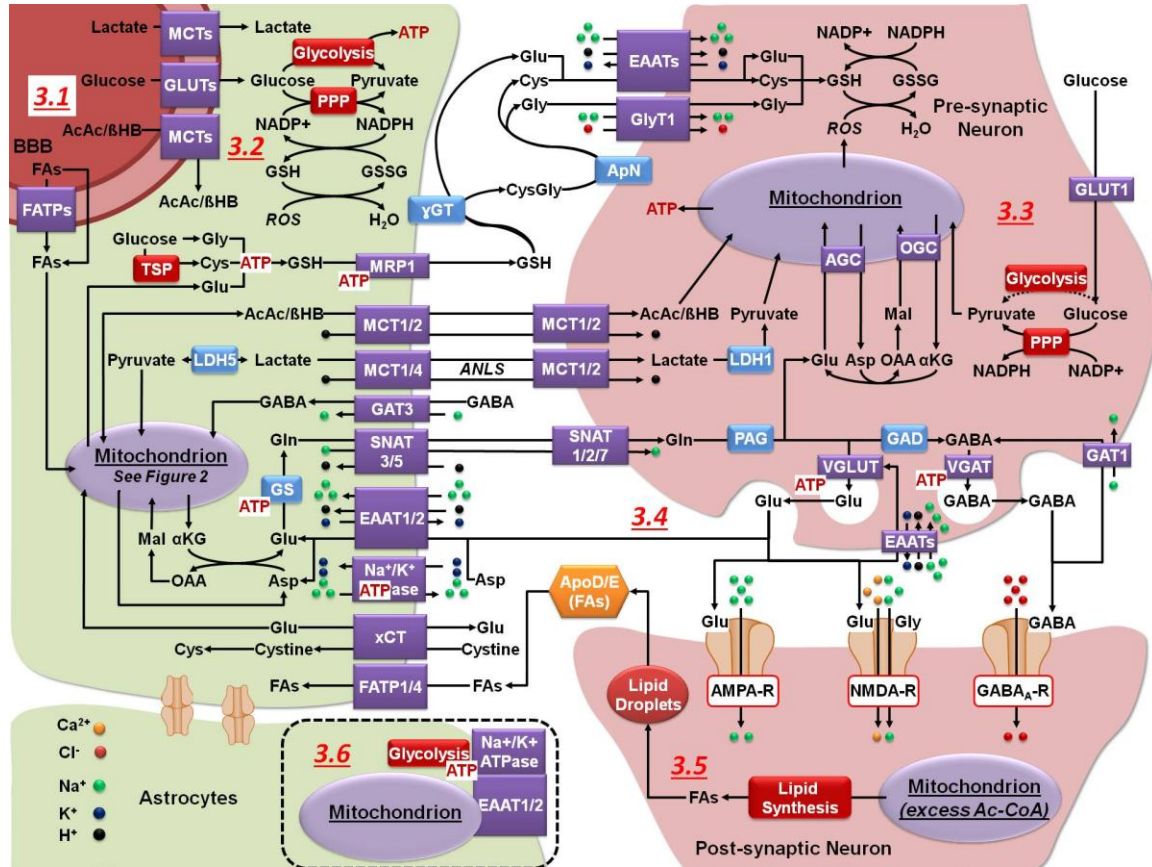 Lactate
MCTs
Lactate
Glycolysis
ATP
Glucose
GLUTs
Glucose
Pyruvate
3.1
PPP
AcAc/ßHB
MCTs
NADP+
NADPH
BBB
3.2
FAs
GSH
GSSG
FATPs
AcAc/ßHB
ROS
H2O
FAs
Glucose
Gly
TSP
Cys
ATP
GSH
MRP1
ATP
Glu
GSH
ɣGT
CysGly
ApN
Glu
Cys
Gly
EAATs
GlyT1
Glu
Cys
Gly
NADP+
NADPH
GSH
GSSG
ROS
H2O
Pre-synaptic
Neuron
Glucose
GLUT1
Mitochondrion
ATP
3.3
AGC
OGC
Glycolysis
Pyruvate
Glucose
PPP
NADPH
NADP+
AcAc/ßHB
MCT1/2
MCT1/2
AcAc/ßHB
Pyruvate
Mal
Pyruvate
LDH5
Lactate
MCT1/4
ANLS
MCT1/2
Lactate
LDH1
Glu
Asp
OAA
αKG
GABA
GAT3
GABA
Gln
SNAT
3/5
SNAT
1/2/7
Gln
PAG
GAD
GABA
GAT1
Mitochondrion
See Figure 2
GS
ATP
VGLUT
ATP
VGAT
ATP
Glu
Glu
GABA
GABA
EAAT1/2
3.4
EAATs
Mal
αKG
Glu
OAA
Asp
Na+/K+
ATPase
Asp
Glu
xCT
Glu
Cys
Cystine
Cystine
FAs
FATP1/4
FAs
ApoD/E
(FAs)
Glu
Glu
Gly
GABA
AMPA-R
NMDA-R
GABAA-R
Lipid
Droplets
3.5
FAs
Lipid
Synthesis
Mitochondrion
(excess Ac-CoA)
Post-synaptic Neuron
Ca2+
Cl-
Na+
K+
H+
Astrocytes
3.6
Glycolysis
ATP
Na+/K+
ATPase
Mitochondrion
EAAT1/2